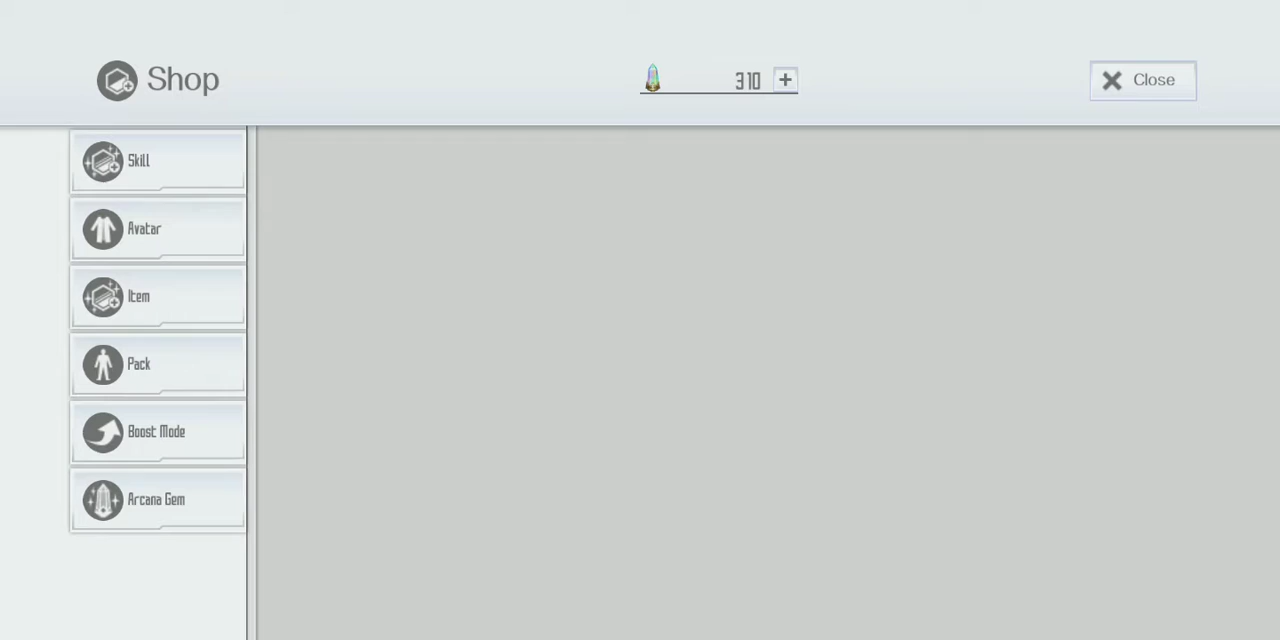 Shop
310 +
Close
Skill
Avatar
Item
Pack
Boost Mode
Arcana Gem